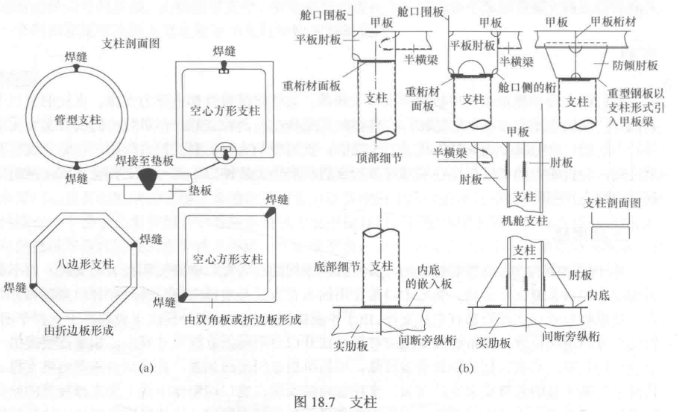 支柱剖面图
焊缝
管型支柱
焊缝
焊缝
空心方形支柱
焊接至垫板
垫板
焊缝
八边形支柱
焊缝
由折边板形成
焊缝
空心方形支柱
焊缝
由双角板或折边板形成
(a)
舱口围板
甲板
平板肘板
半横梁
重桁材
面板
支柱
顶部细节
舱口围板
甲板
平板肘板
半横梁
重桁材
面板
支柱
舱口侧的桁
甲板
甲板桁材
防倾肘板
支柱
重型钢板以
支柱形式引
入甲板梁
甲板
半横梁
肘板
肘板
支柱
机舱支柱
支柱剖面图
底部细节
支柱
内底
的嵌入板
实肋板
间断旁纵桁
支柱
肘板
内底
实肋板
间断旁纵桁
(b)
图 18.7 支柱